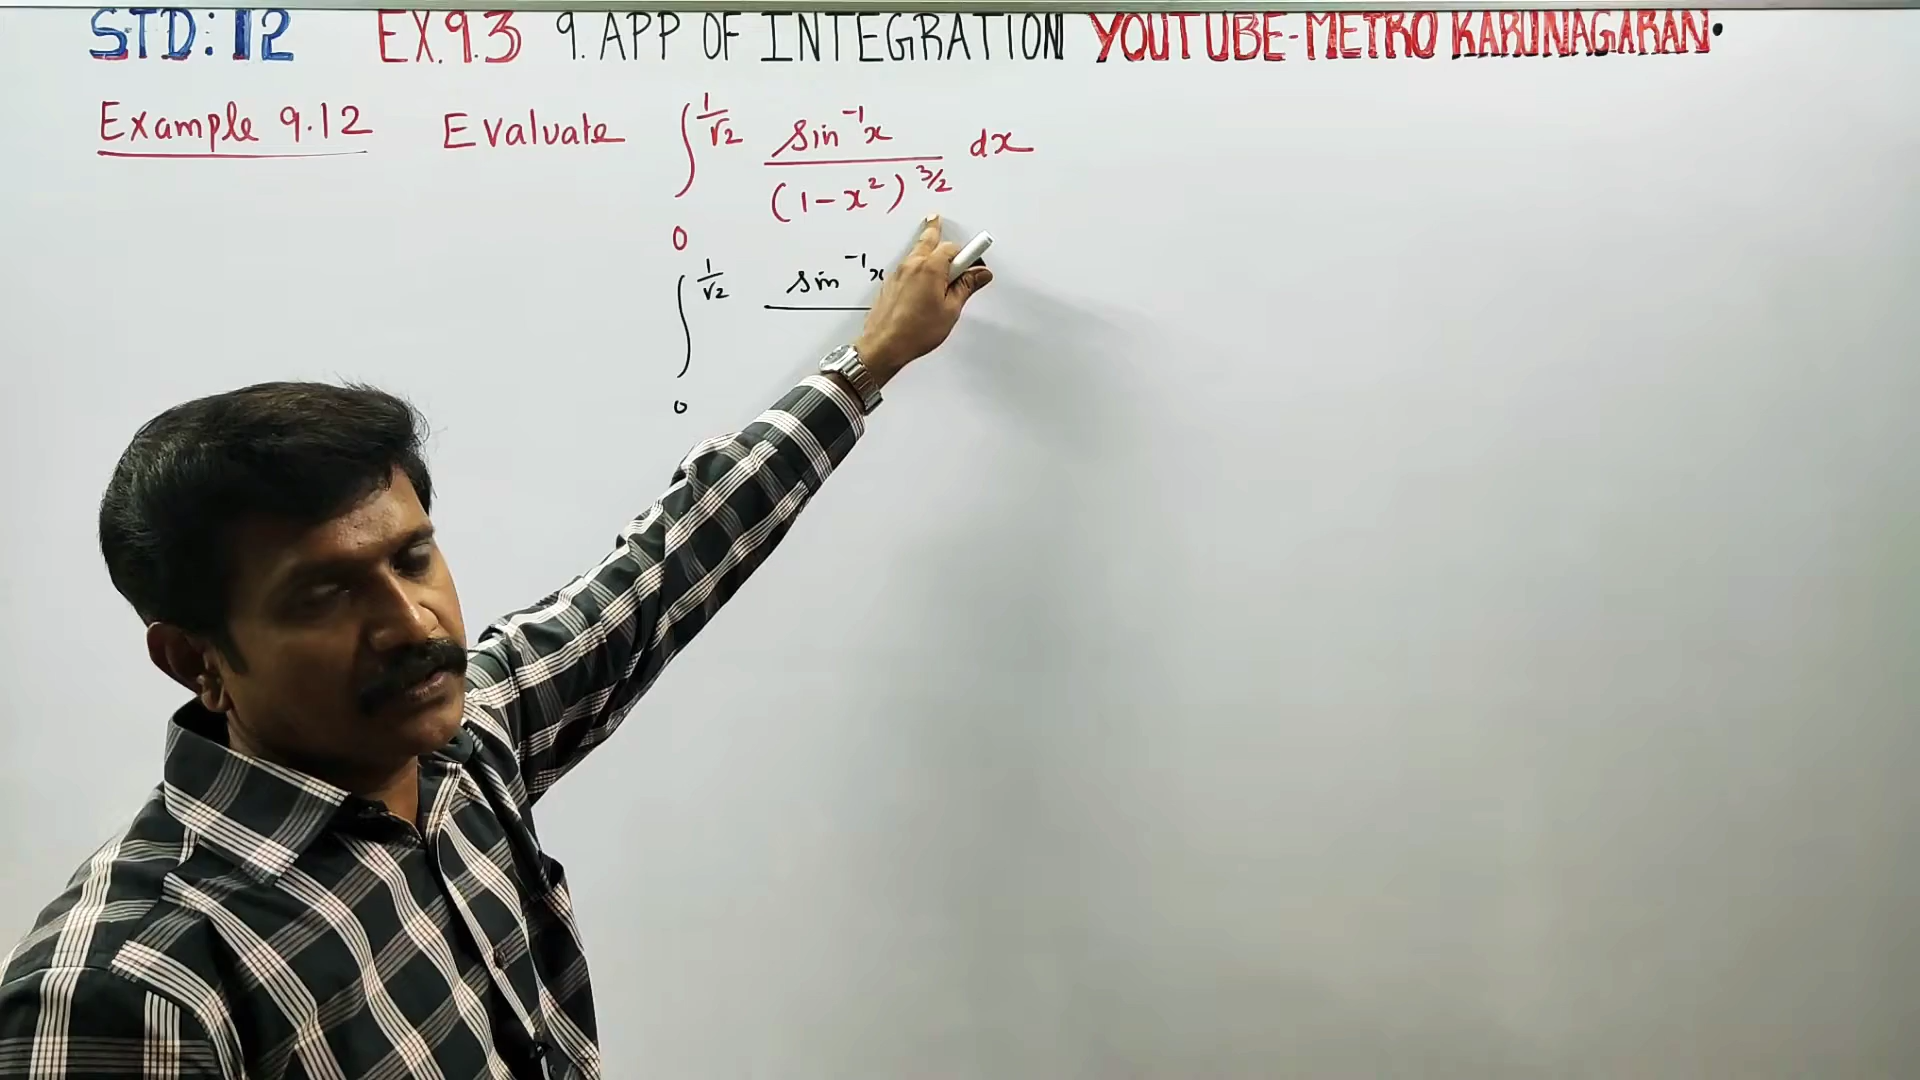 STD: 12 EX.9.3 9. APP OF INTEGRATION YOUTUBE-METRO KARUNAGARAN.
Example 9.12 Evaluate ∫₀^(1/√2) sin⁻¹x / (1-x²)^(3/2) dx
∫₀^(1/√2) sin⁻¹x